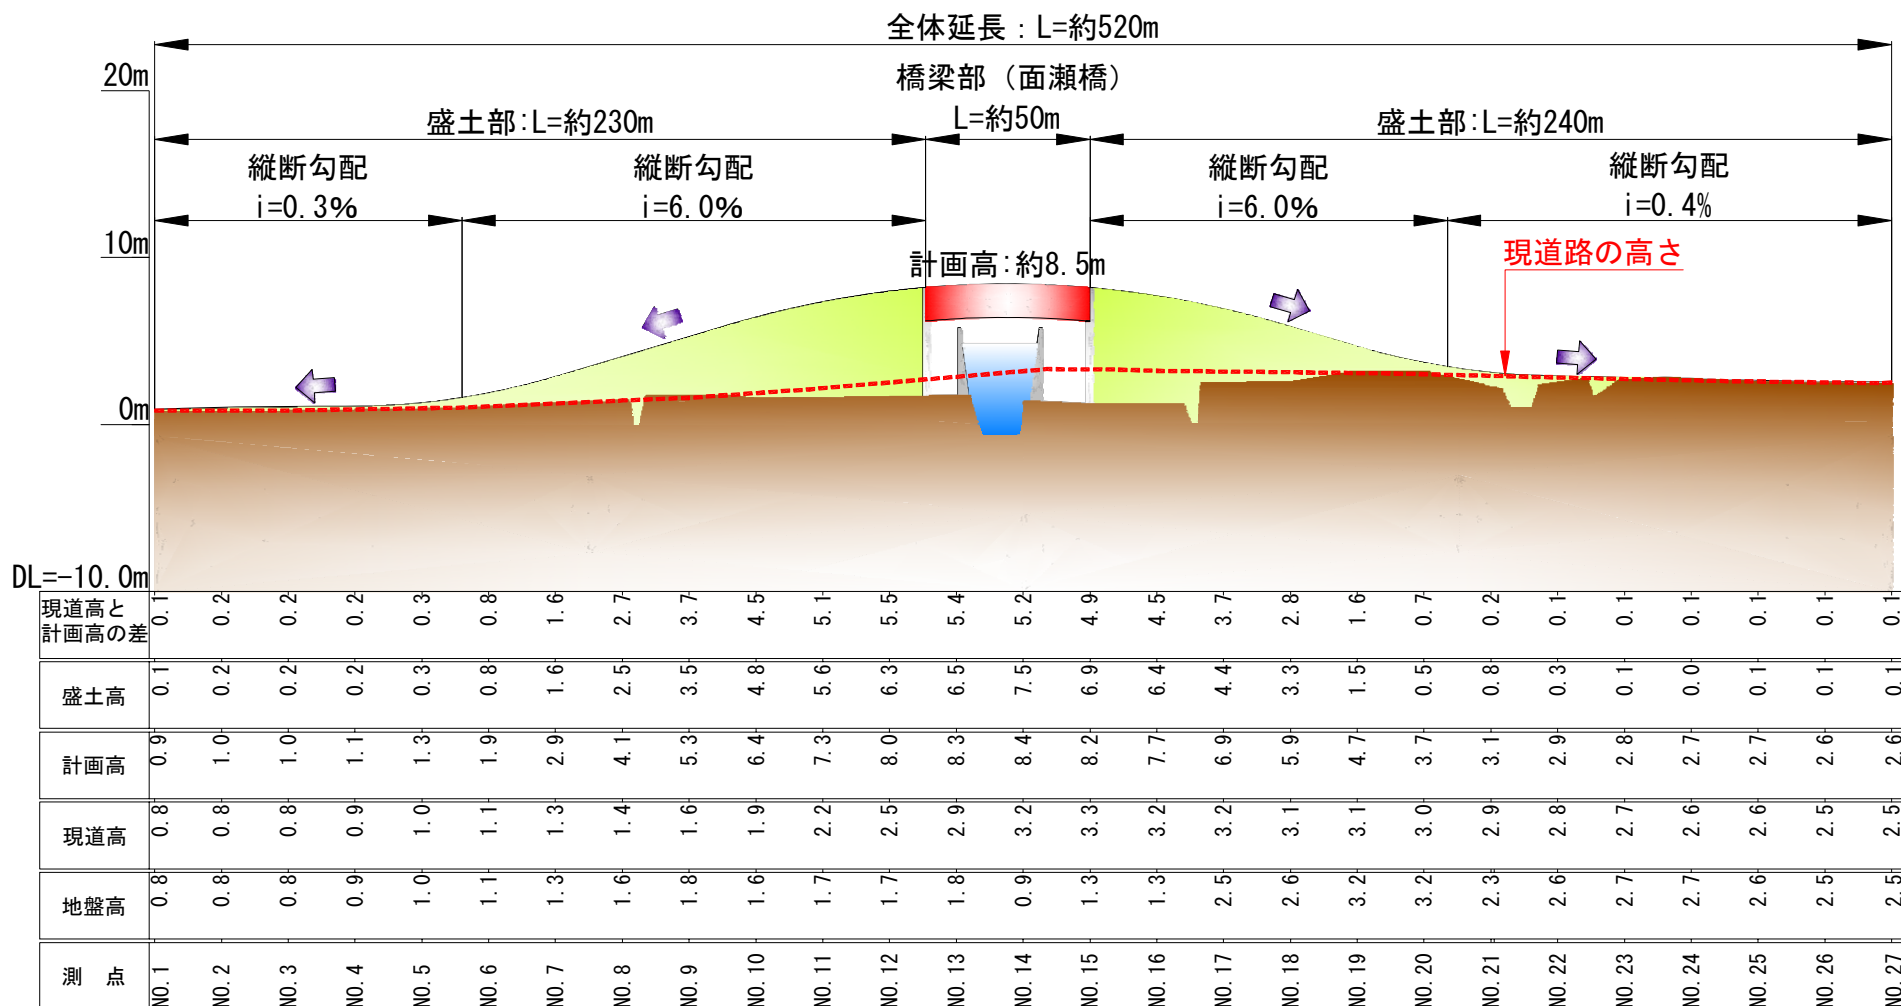 全体延長：L=約520m
20m
橋梁部（面瀬橋）
盛土部:L=約230m
L=約50m
盛土部:L=約240m
縦断勾配
i=0.3%
縦断勾配
i=6.0%
縦断勾配
i=6.0%
縦断勾配
i=0.4%
10m
計画高:約8.5m
現道路の高さ
0m
DL=-10.0m
現道高と
計画高の差 0.1 0.2 0.2 0.2 0.3 0.8 1.6 2.7 3.7 4.5 5.1 5.5 5.4 5.2 4.9 4.5 3.7 2.8 1.6 0.7 0.2 0.1 0.1 0.1 0.1 0.1 0.1
盛土高 0.1 0.2 0.2 0.2 0.3 0.8 1.6 2.5 3.5 4.8 5.6 6.3 6.5 7.5 6.9 6.4 4.4 3.3 1.5 0.5 0.8 0.3 0.1 0.0 0.1 0.1 0.1
計画高 0.9 1.0 1.0 1.1 1.3 1.9 2.9 4.1 5.3 6.4 7.3 8.0 8.3 8.4 8.2 7.7 6.9 5.9 4.7 3.7 3.1 2.9 2.8 2.7 2.7 2.6 2.6
現道高 0.8 0.8 0.8 0.9 1.0 1.1 1.3 1.4 1.6 1.9 2.2 2.5 2.9 3.2 3.3 3.2 3.2 3.1 3.1 3.0 2.9 2.8 2.7 2.6 2.6 2.5 2.5
地盤高 0.8 0.8 0.8 0.9 1.0 1.1 1.3 1.6 1.8 1.6 1.7 1.7 1.8 0.9 1.3 1.3 2.5 2.6 3.2 3.2 2.3 2.6 2.7 2.7 2.6 2.5 2.5
測 点 NO.1 NO.2 NO.3 NO.4 NO.5 NO.6 NO.7 NO.8 NO.9 NO.10 NO.11 NO.12 NO.13 NO.14 NO.15 NO.16 NO.17 NO.18 NO.19 NO.20 NO.21 NO.22 NO.23 NO.24 NO.25 NO.26 NO.27